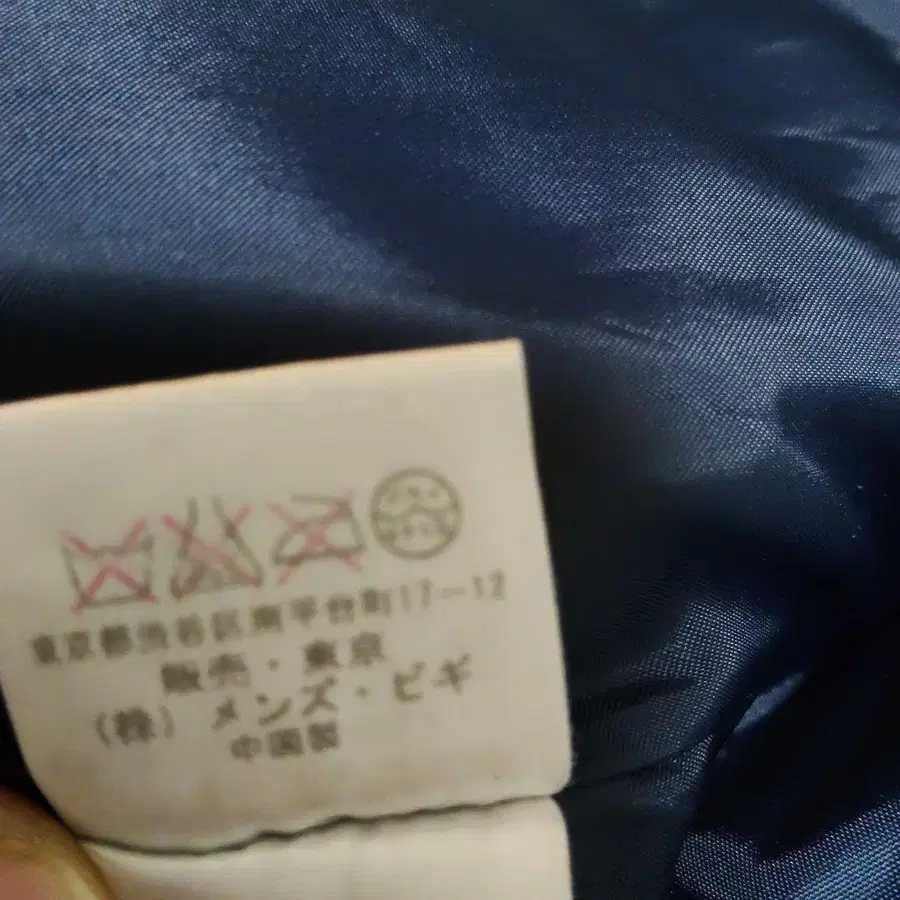 東京都渋谷区南平台町17-12
販売・東京
(株) メンズ・ビギ
中国製